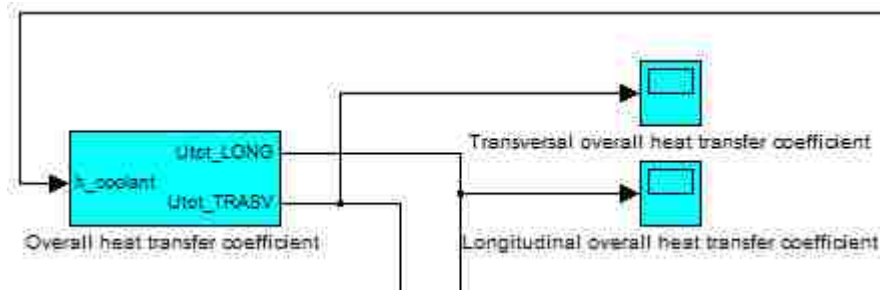 Utot_LONG
Transversal overall heat transfer coefficient
h_coolant
Utot_TRASV
Overall heat transfer coefficient
Longitudinal overall heat transfer coefficient